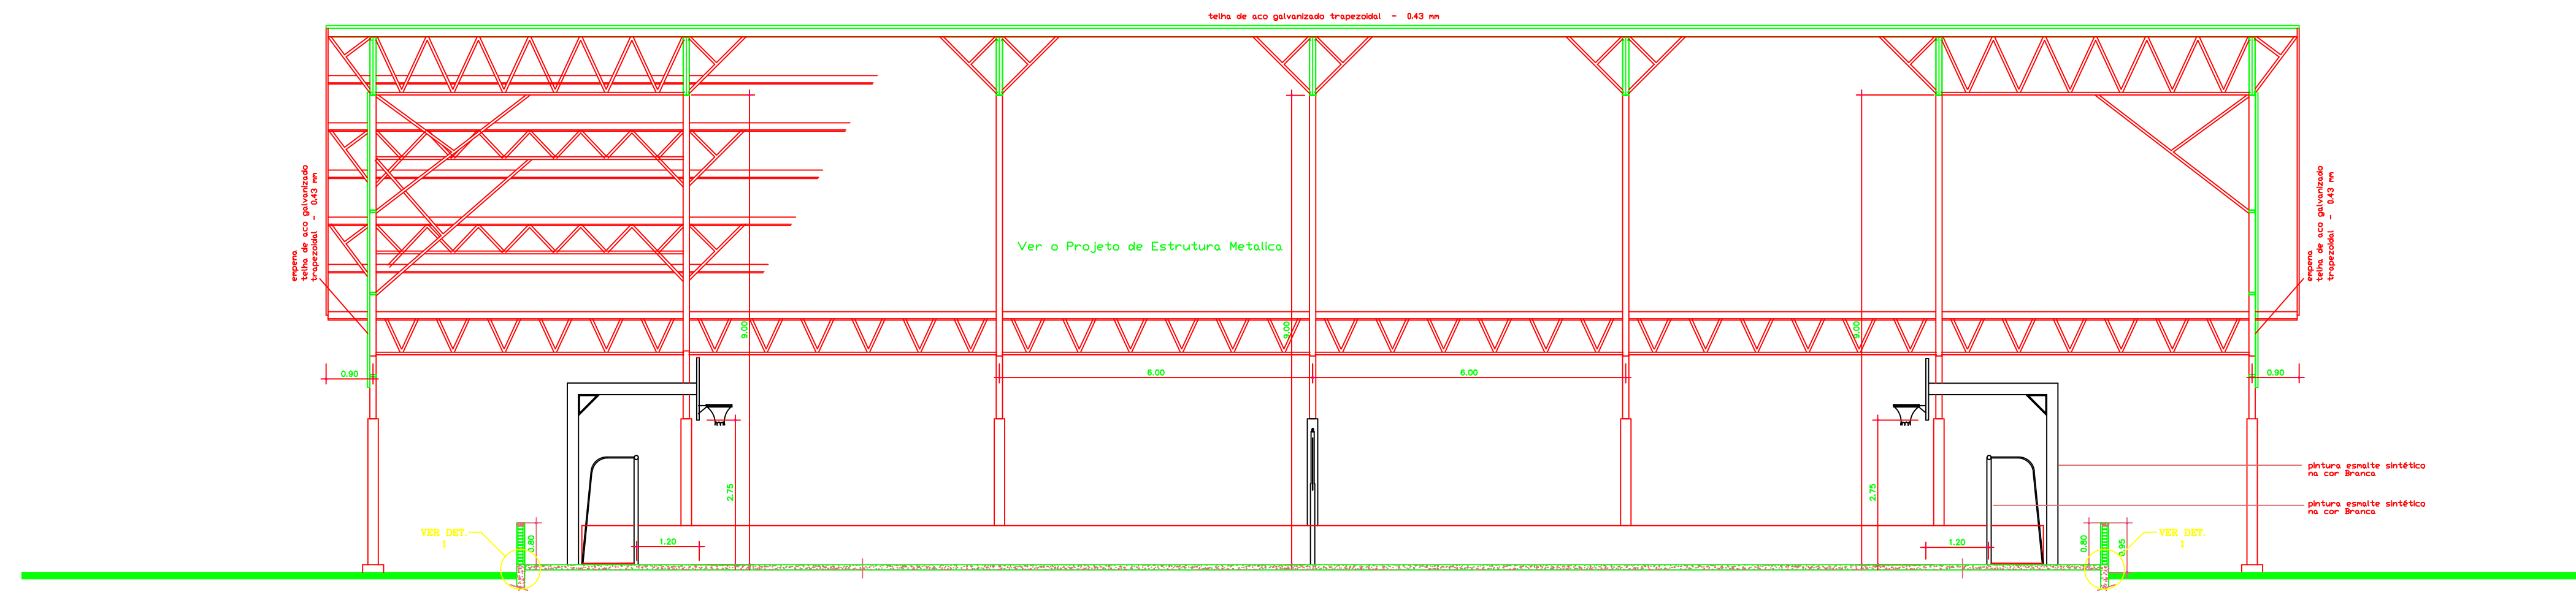 telha de aco galvanizado trapezoidal - 0.43 mm
empena
telha de aco galvanizado
trapezoidal - 0.43 mm
empena
telha de aco galvanizado
trapezoidal - 0.43 mm
Ver o Projeto de Estrutura Metalica
9.00
9.00
9.00
0.90
6.00
6.00
0.90
pintura esmalte sintético
na cor Branca
2.75
2.75
pintura esmalte sintético
na cor Branca
VER DET.
1
0.80
1.20
1.20
0.80
0.95
VER DET.
1